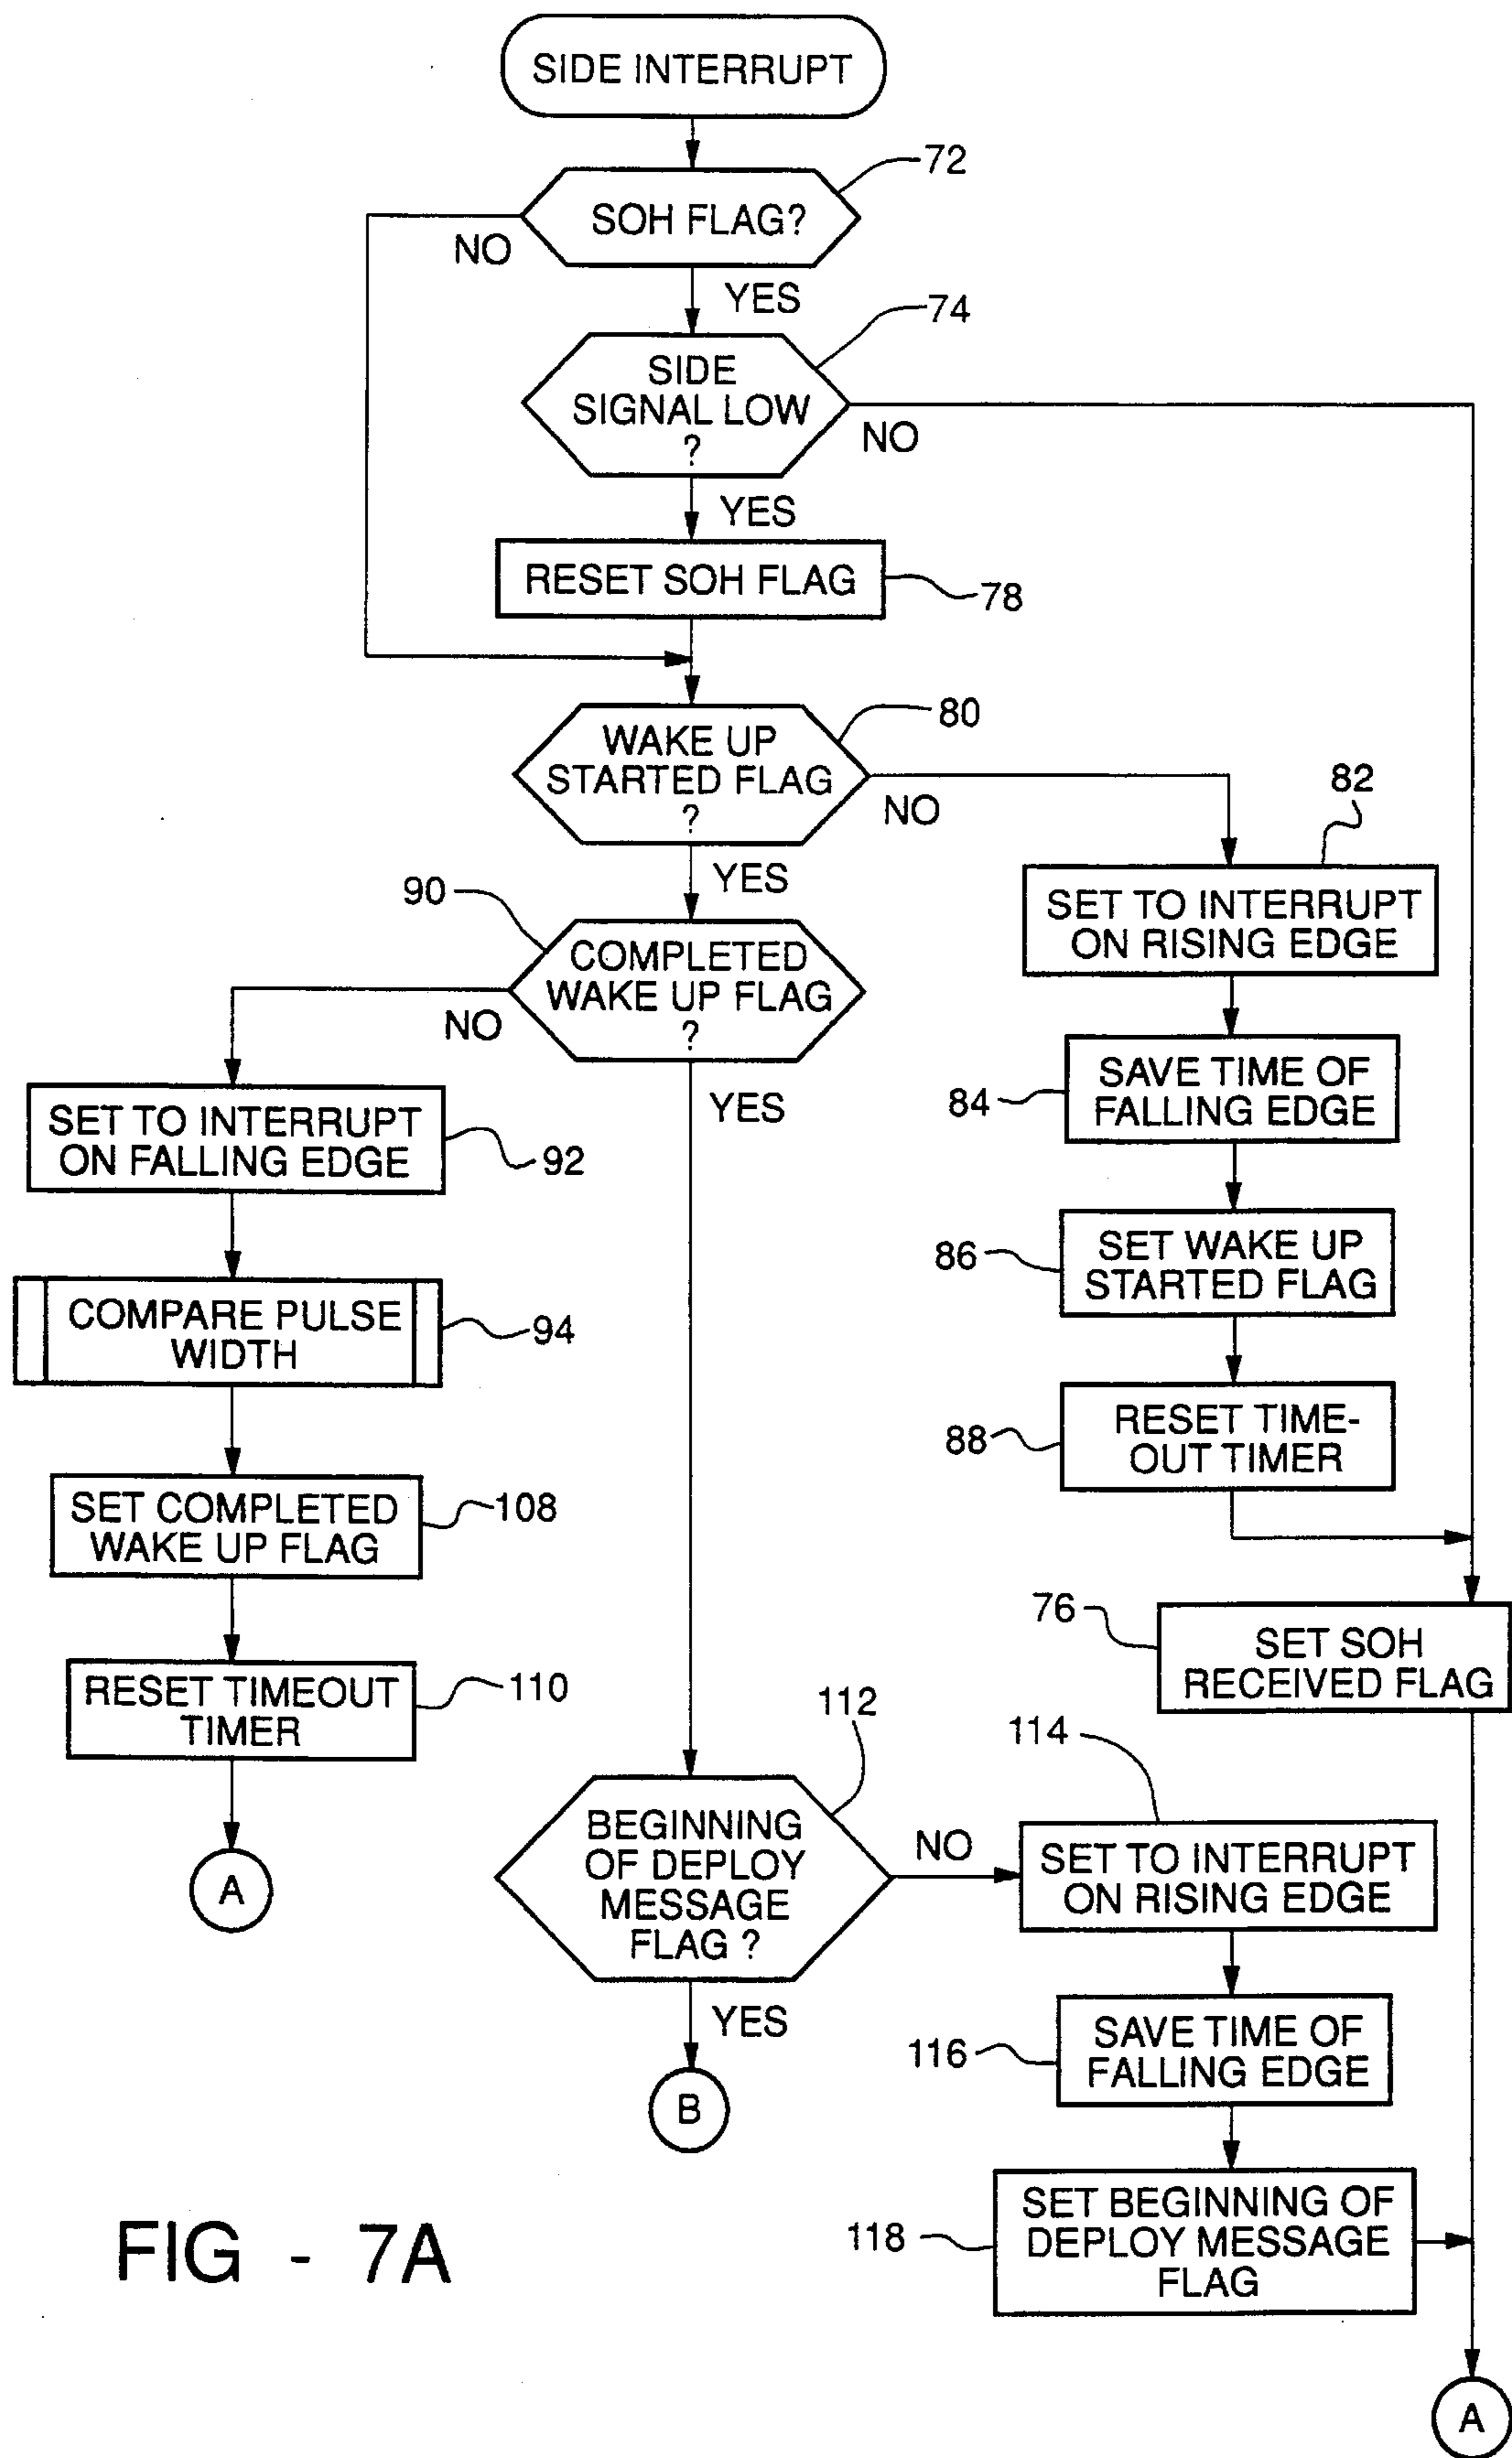 SIDE INTERRUPT
72
SOH FLAG?
NO
YES
74
SIDE
SIGNAL LOW
?
NO
YES
RESET SOH FLAG
78
80
WAKE UP
STARTED FLAG
?
NO
YES
82
SET TO INTERRUPT
ON RISING EDGE
90
COMPLETED
WAKE UP FLAG
?
NO
YES
84
SAVE TIME OF
FALLING EDGE
SET TO INTERRUPT
ON FALLING EDGE
92
86
SET WAKE UP
STARTED FLAG
COMPARE PULSE
WIDTH
94
88
RESET TIME-
OUT TIMER
SET COMPLETED
WAKE UP FLAG
108
76
SET SOH
RECEIVED FLAG
RESET TIMEOUT
TIMER
110
A
112
BEGINNING
OF DEPLOY
MESSAGE
FLAG ?
NO
YES
114
SET TO INTERRUPT
ON RISING EDGE
116
SAVE TIME OF
FALLING EDGE
B
118
SET BEGINNING OF
DEPLOY MESSAGE
FLAG
FIG - 7A
A